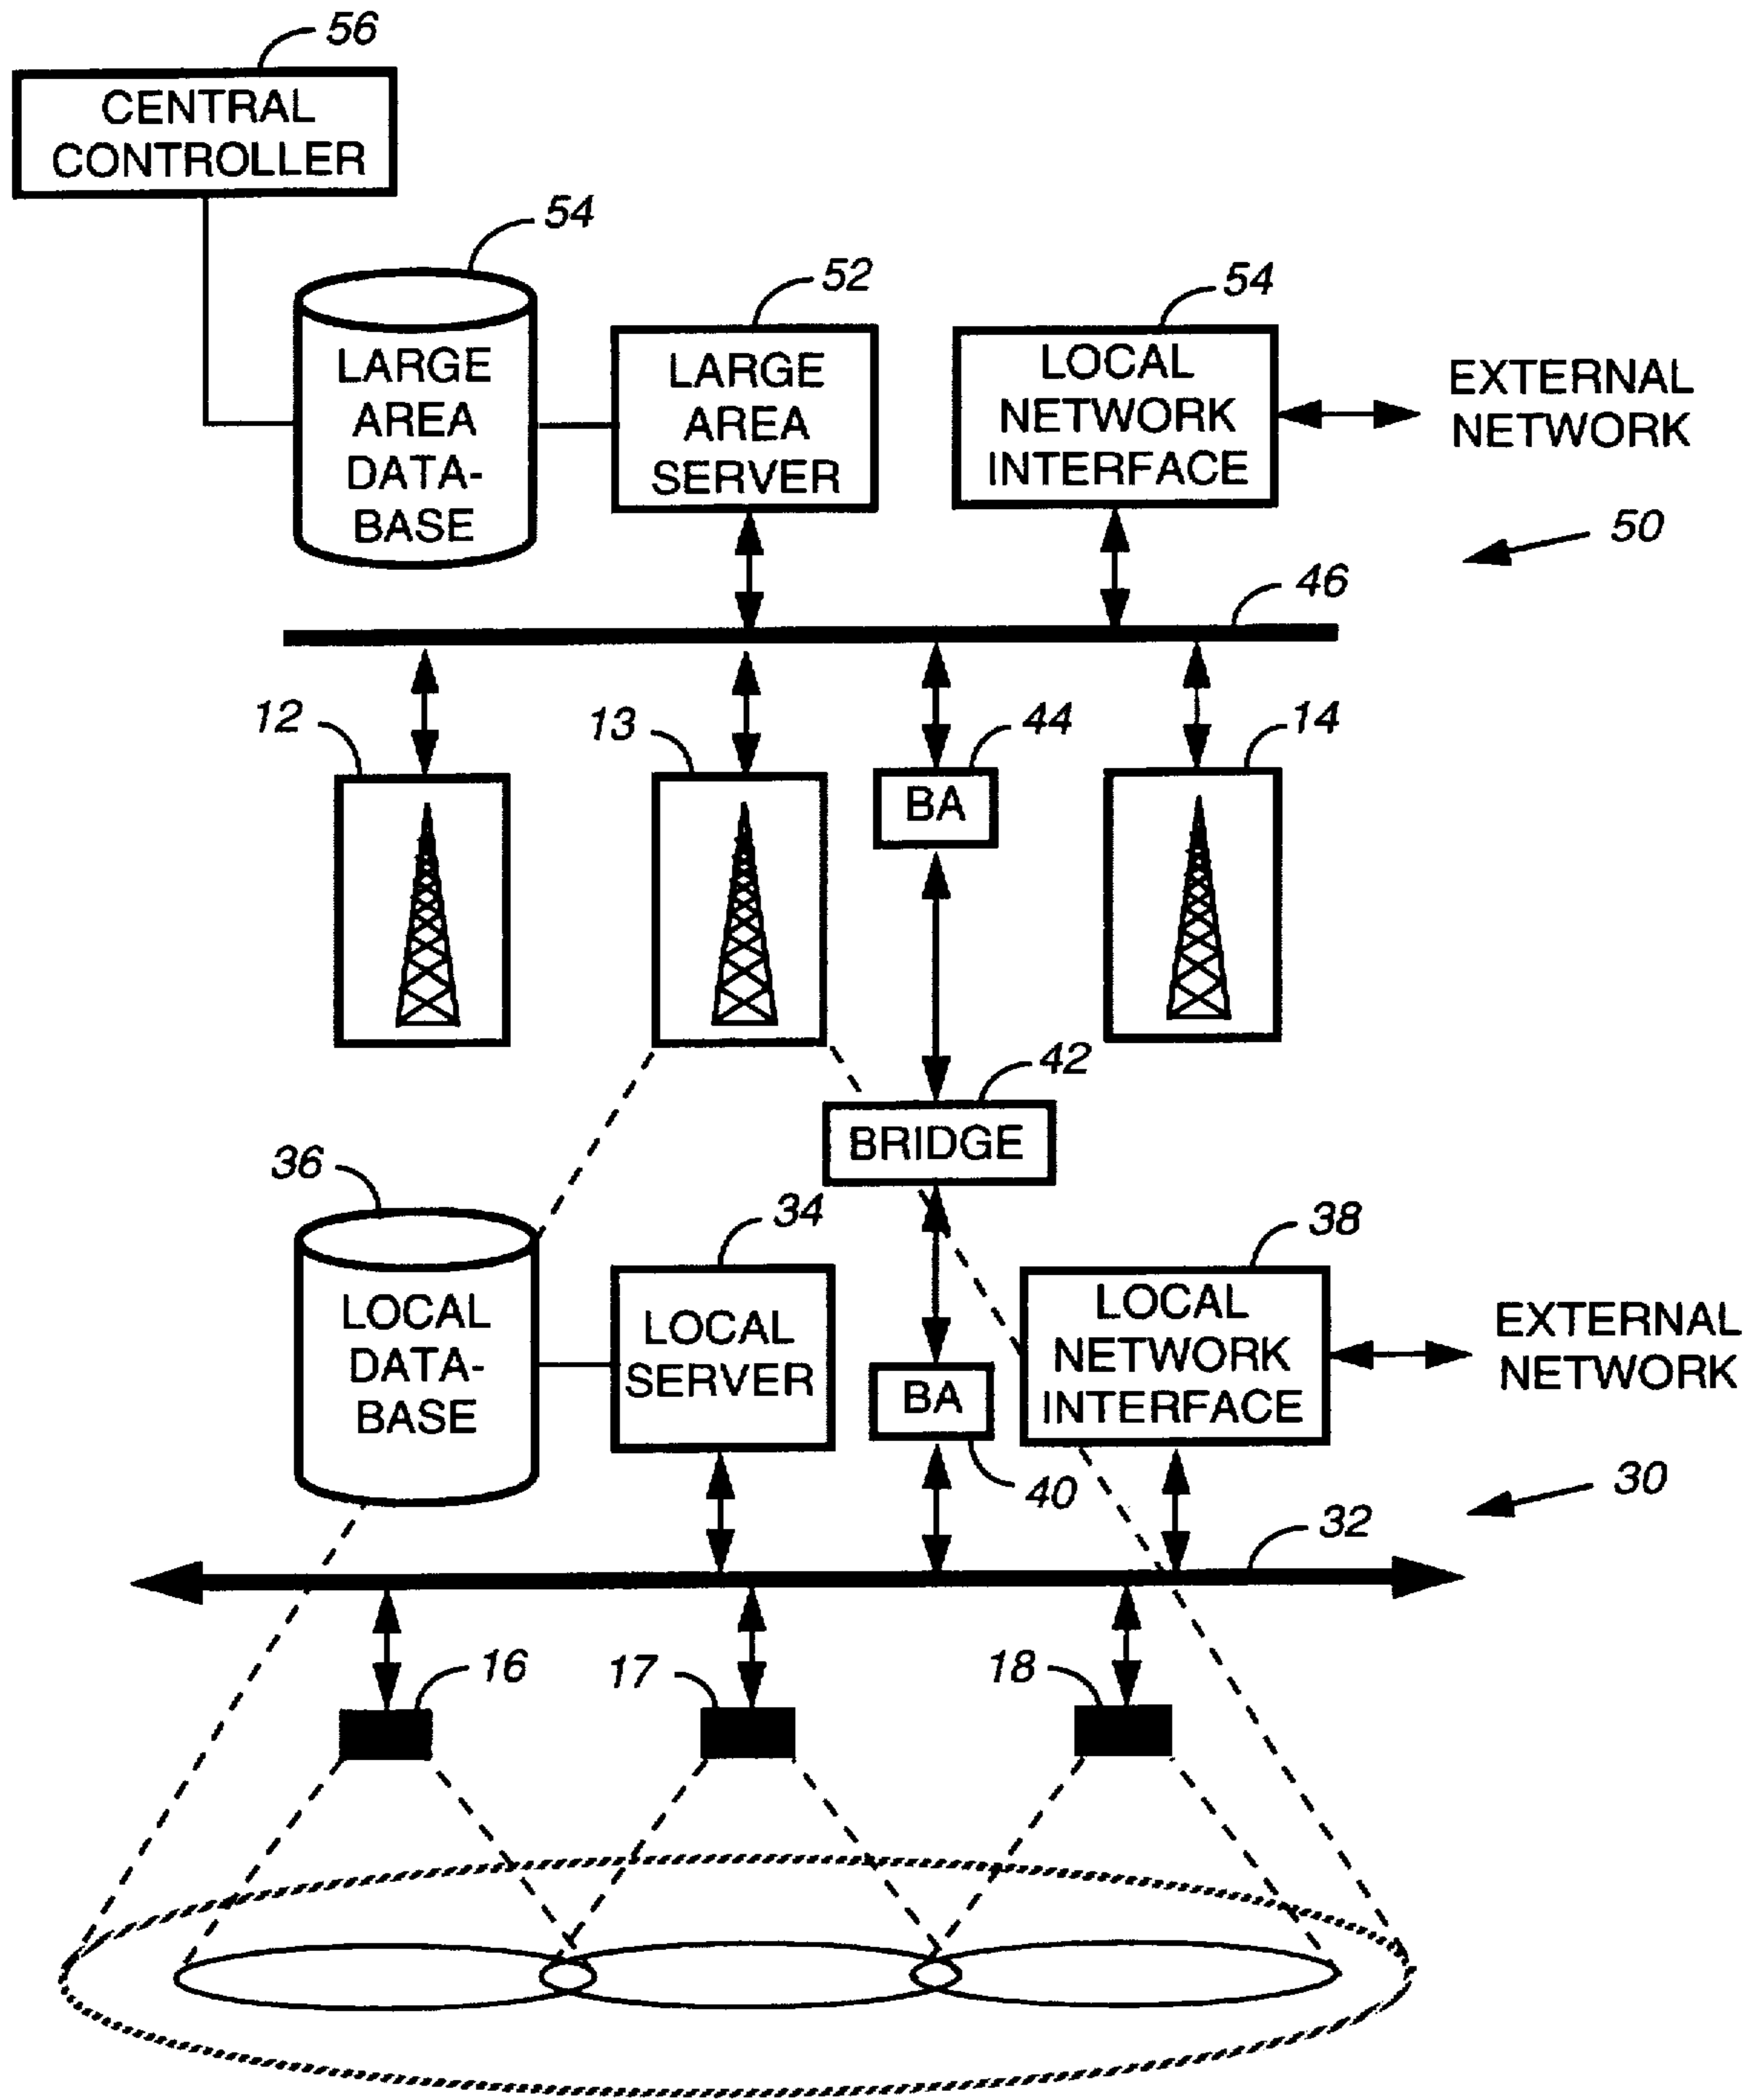 56
CENTRAL
CONTROLLER
54
LARGE
AREA
DATA-
BASE
52
LARGE
AREA
SERVER
54
LOCAL
NETWORK
INTERFACE
EXTERNAL
NETWORK
50
46
12
13
44
BA
14
42
BRIDGE
36
LOCAL
DATA-
BASE
34
LOCAL
SERVER
BA
40
38
LOCAL
NETWORK
INTERFACE
EXTERNAL
NETWORK
30
32
16
17
18